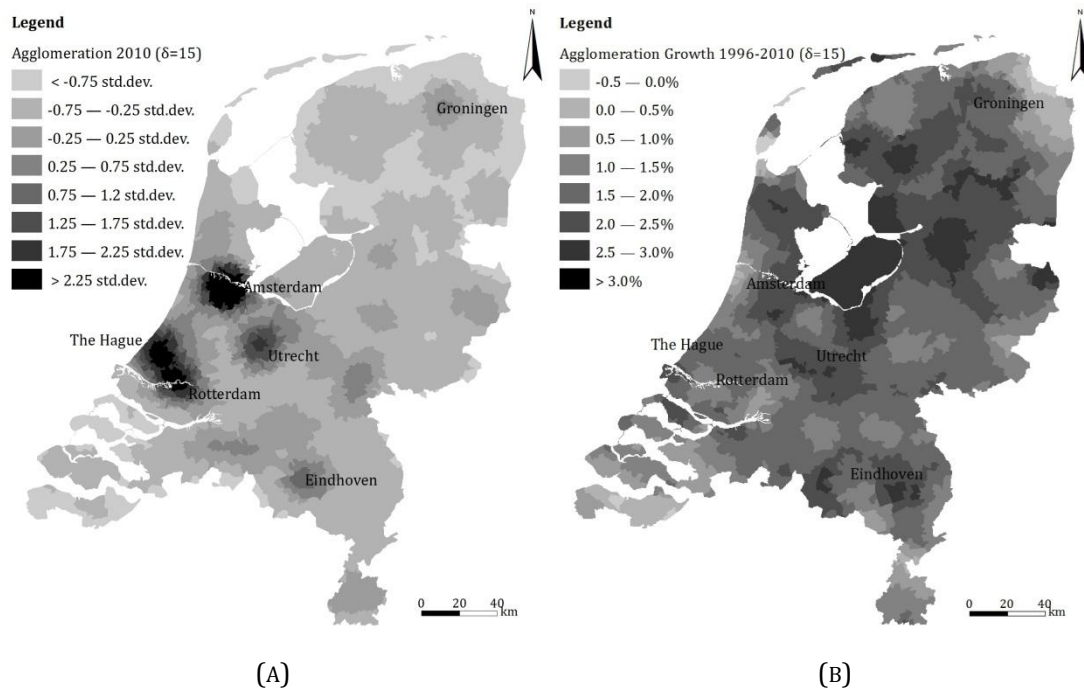 Legend
Agglomeration 2010 (δ=15)
< -0.75 std.dev.
-0.75 — -0.25 std.dev.
-0.25 — 0.25 std.dev.
0.25 — 0.75 std.dev.
0.75 — 1.2 std.dev.
1.25 — 1.75 std.dev.
1.75 — 2.25 std.dev.
> 2.25 std.dev.
N
Groningen
Amsterdam
The Hague
Utrecht
Rotterdam
Eindhoven
0 20 40
km
(A)
Legend
Agglomeration Growth 1996-2010 (δ=15)
-0.5 — 0.0%
0.0 — 0.5%
0.5 — 1.0%
1.0 — 1.5%
1.5 — 2.0%
2.0 — 2.5%
2.5 — 3.0%
> 3.0%
N
Groningen
Amsterdam
The Hague
Utrecht
Rotterdam
Eindhoven
0 20 40
km
(B)